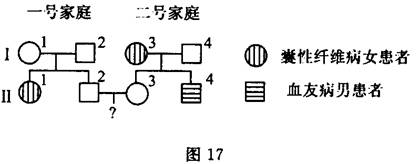 一号家庭 二号家庭
I 1 2 3 4 囊性纤维病女患者
II 1 2 3 4 血友病男患者
?
图 17